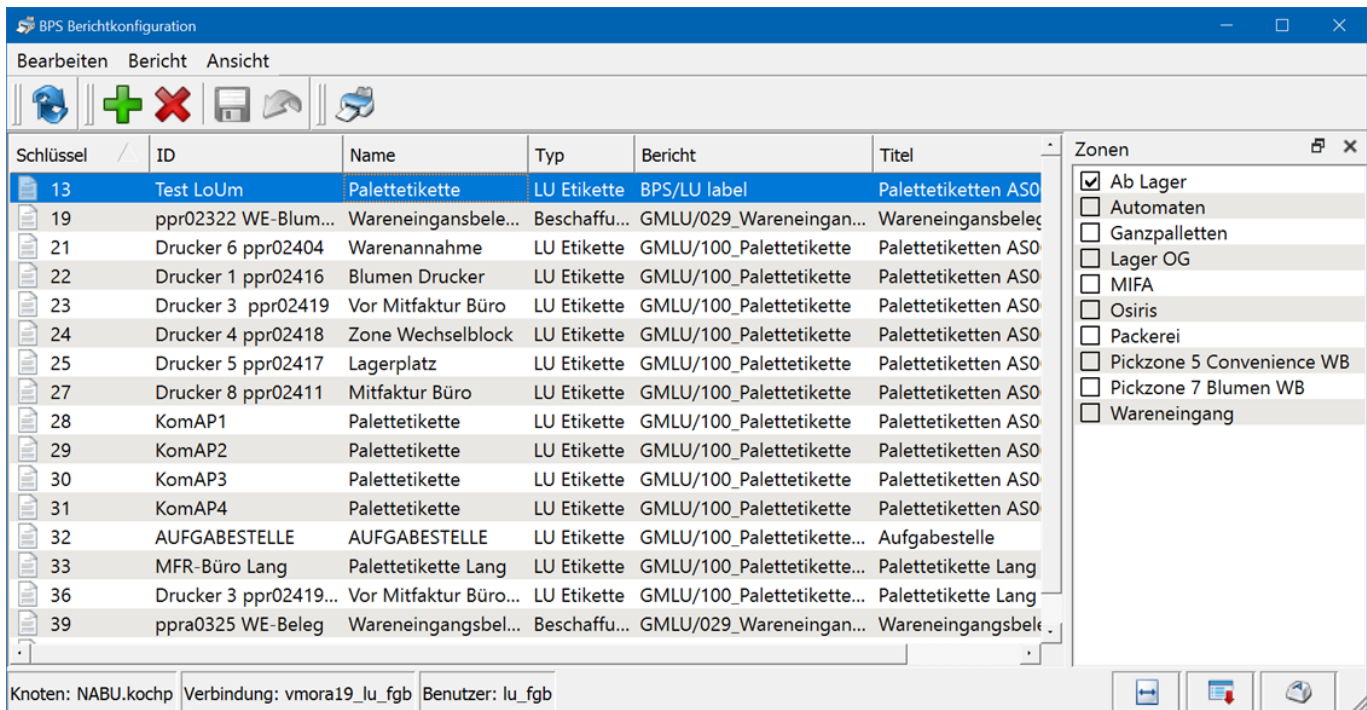 BPS Berichtkonfiguration
Bearbeiten Bericht Ansicht
Schlüssel ID Name Typ Bericht Titel
13 Test LoUm Palettetikette LU Etikette BPS/LU label Palettetiketten AS0
19 ppr02322 WE-Blum... Wareneingansbele... Beschaffu... GMLU/029_Wareneingan... Wareneingansbeleg
21 Drucker 6 ppr02404 Warenannahme LU Etikette GMLU/100_Palettetikette Palettetiketten AS0
22 Drucker 1 ppr02416 Blumen Drucker LU Etikette GMLU/100_Palettetikette Palettetiketten AS0
23 Drucker 3 ppr02419 Vor Mitfaktur Büro LU Etikette GMLU/100_Palettetikette Palettetiketten AS0
24 Drucker 4 ppr02418 Zone Wechselblock LU Etikette GMLU/100_Palettetikette Palettetiketten AS0
25 Drucker 5 ppr02417 Lagerplatz LU Etikette GMLU/100_Palettetikette Palettetiketten AS0
27 Drucker 8 ppr02411 Mitfaktur Büro LU Etikette GMLU/100_Palettetikette Palettetiketten AS0
28 KomAP1 Palettetikette LU Etikette GMLU/100_Palettetikette Palettetiketten AS0
29 KomAP2 Palettetikette LU Etikette GMLU/100_Palettetikette Palettetiketten AS0
30 KomAP3 Palettetikette LU Etikette GMLU/100_Palettetikette Palettetiketten AS0
31 KomAP4 Palettetikette LU Etikette GMLU/100_Palettetikette Palettetiketten AS0
32 AUFGABESTELLE AUFGABESTELLE LU Etikette GMLU/100_Palettetikette... Aufgabestelle
33 MFR-Büro Lang Palettetikette Lang LU Etikette GMLU/100_Palettetikette... Palettetikette Lang
36 Drucker 3 ppr02419... Vor Mitfaktur Büro... LU Etikette GMLU/100_Palettetikette... Palettetikette Lang
39 ppra0325 WE-Beleg Wareneingangsbel... Beschaffu... GMLU/029_Wareneingan... Wareneingangsbele
Zonen
Ab Lager
Automaten
Ganzpalletten
Lager OG
MIFA
Osiris
Packerei
Pickzone 5 Convenience WB
Pickzone 7 Blumen WB
Wareneingang
Knoten: NABU.kochp Verbindung: vmora19_lu_fgb Benutzer: lu_fgb